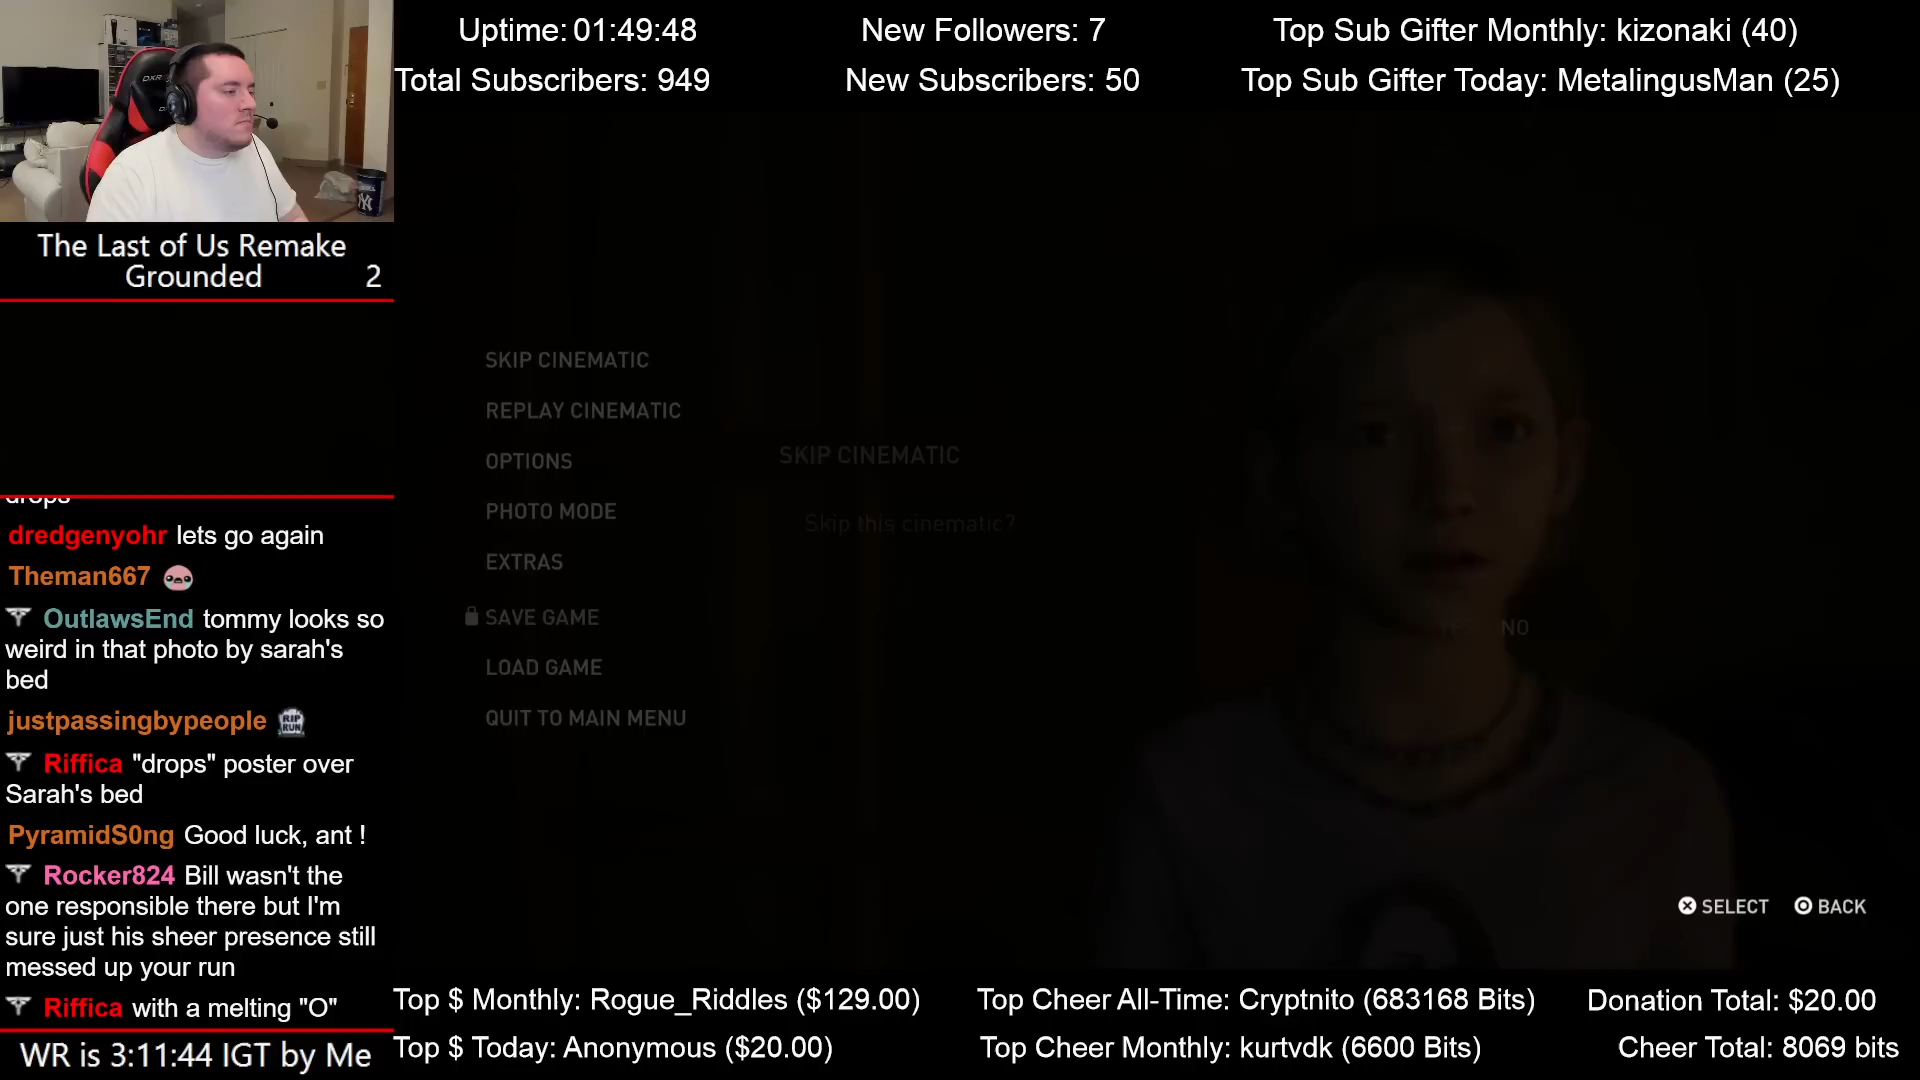 Uptime: 01:49:48
New Followers: 7
Top Sub Gifter Monthly: kizonaki (40)
Total Subscribers: 949
New Subscribers: 50
Top Sub Gifter Today: MetalingusMan (25)
The Last of Us Remake
Grounded 2
SKIP CINEMATIC
REPLAY CINEMATIC
OPTIONS
PHOTO MODE
EXTRAS
SAVE GAME
LOAD GAME
QUIT TO MAIN MENU
SKIP CINEMATIC
Skip this cinematic?
NO
SELECT
BACK
drops
dredgenyohr lets go again
Theman667
OutlawsEnd tommy looks so
weird in that photo by sarah's
bed
justpassingbypeople RIP RUN
Riffica "drops" poster over
Sarah's bed
PyramidS0ng Good luck, ant !
Rocker824 Bill wasn't the
one responsible there but I'm
sure just his sheer presence still
messed up your run
Riffica with a melting "O"
WR is 3:11:44 IGT by Me
Top $ Monthly: Rogue_Riddles ($129.00)
Top Cheer All-Time: Cryptnito (683168 Bits)
Donation Total: $20.00
Top $ Today: Anonymous ($20.00)
Top Cheer Monthly: kurtvdk (6600 Bits)
Cheer Total: 8069 bits